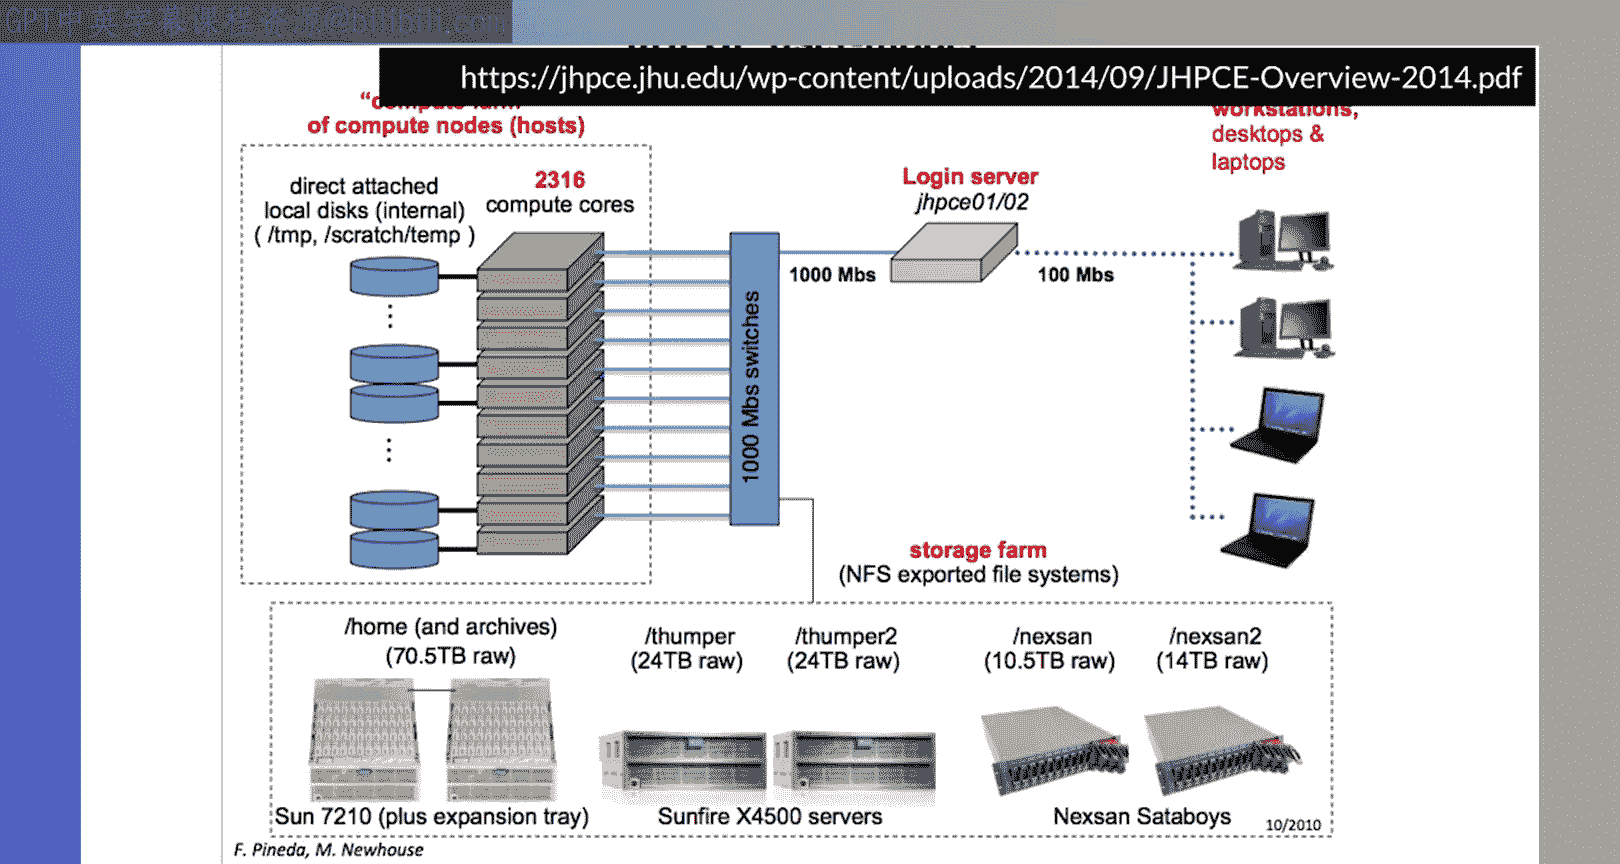 https://jhpce.jhu.edu/wp-content/uploads/2014/09/JHPCE-Overview-2014.pdf
of compute nodes (hosts)
workstations,
desktops &
laptops
direct attached
local disks (internal)
( /tmp, /scratch/temp )
2316
compute cores
Login server
jhpce01/02
1000 Mbs
100 Mbs
1000 Mbs switches
storage farm
(NFS exported file systems)
/home (and archives)
(70.5TB raw)
/thumper
(24TB raw)
/thumper2
(24TB raw)
/nexsan
(10.5TB raw)
/nexsan2
(14TB raw)
Sun 7210 (plus expansion tray)
Sunfire X4500 servers
Nexsan Sataboys
10/2010
F. Pineda, M. Newhouse